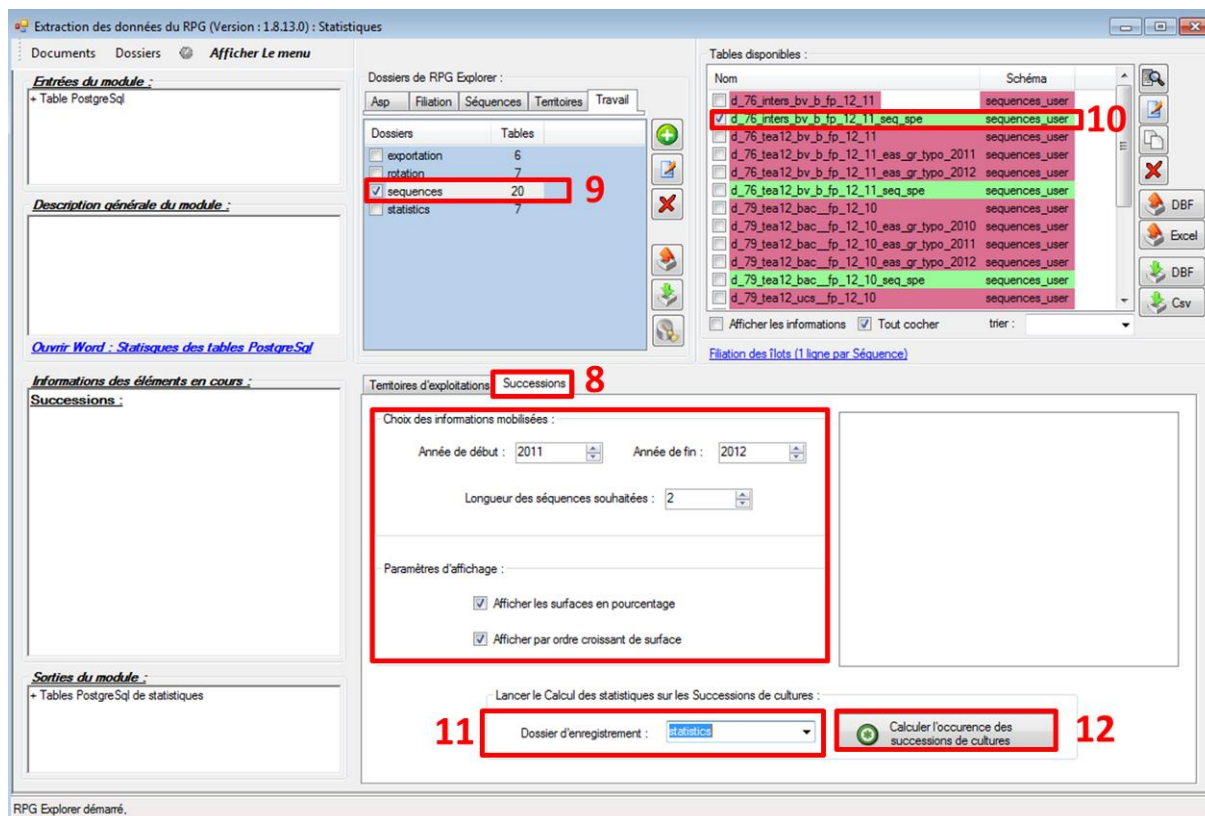 Extraction des données du RPG (Version : 1.8.13.0) : Statistiques
Documents Dossiers Afficher Le menu
Entrées du module :
+ Table PostgreSql
Description générale du module :
Ouvrir Word : Statisques des tables PostgreSql
Informations des éléments en cours :
Successions :
Sorties du module :
+ Tables PostgreSql de statistiques
Dossiers de RPG Explorer :
Asp Filiation Séquences Territoires Travail
Dossiers Tables
exportation 6
rotation 7
sequences 20
9
statistics 7
Tables disponibles :
Nom Schéma
d_76_inters_bv_b_fp_12_11 sequences_user
d_76_inters_bv_b_fp_12_11_seq_spe sequences_user
10
d_76_tea12_bv_b_fp_12_11 sequences_user
d_76_tea12_bv_b_fp_12_11_eas_gr_typo_2011 sequences_user
d_76_tea12_bv_b_fp_12_11_eas_gr_typo_2012 sequences_user
d_76_tea12_bv_b_fp_12_11_seq_spe sequences_user
d_79_tea12_bac__fp_12_10 sequences_user
d_79_tea12_bac__fp_12_10_eas_gr_typo_2010 sequences_user
d_79_tea12_bac__fp_12_10_eas_gr_typo_2011 sequences_user
d_79_tea12_bac__fp_12_10_eas_gr_typo_2012 sequences_user
d_79_tea12_bac__fp_12_10_seq_spe sequences_user
d_79_tea12_ucs_fp_12_10 sequences_user
Afficher les informations Tout cocher trier :
Filiation des îlots (1 ligne par Séquence)
DBF
Excel
DBF
Csv
Territoires d'exploitations Successions
8
Choix des informations mobilisées :
Année de début : 2011 Année de fin : 2012
Longueur des séquences souhaitées : 2
Paramètres d'affichage :
Afficher les surfaces en pourcentage
Afficher par ordre croissant de surface
Lancer le Calcul des statistiques sur les Successions de cultures :
11
Dossier d'enregistrement : statistics
Calculer l'occurence des
successions de cultures
12
RPG Explorer démarré,